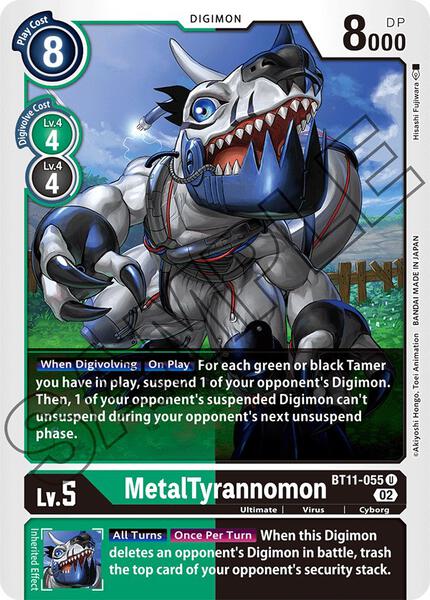 DIGIMON
Play Cost
8
8000
DP
Digivolve Cost
Lv.4
4
Lv.4
4
Hisashi Fujiwara
SAMPLE
When Digivolving On Play For each green or black Tamer
you have in play, suspend 1 of your opponent's Digimon.
Then, 1 of your opponent's suspended Digimon can't
unsuspend during your opponent's next unsuspend
phase.
©Akiyoshi Hongo, Toei Animation BANDAI MADE IN JAPAN
Lv.5
MetalTyrannomon
BT11-055 U
02
Ultimate | Virus | Cyborg
Inherited Effect
All Turns Once Per Turn When this Digimon
deletes an opponent's Digimon in battle, trash
the top card of your opponent's security stack.